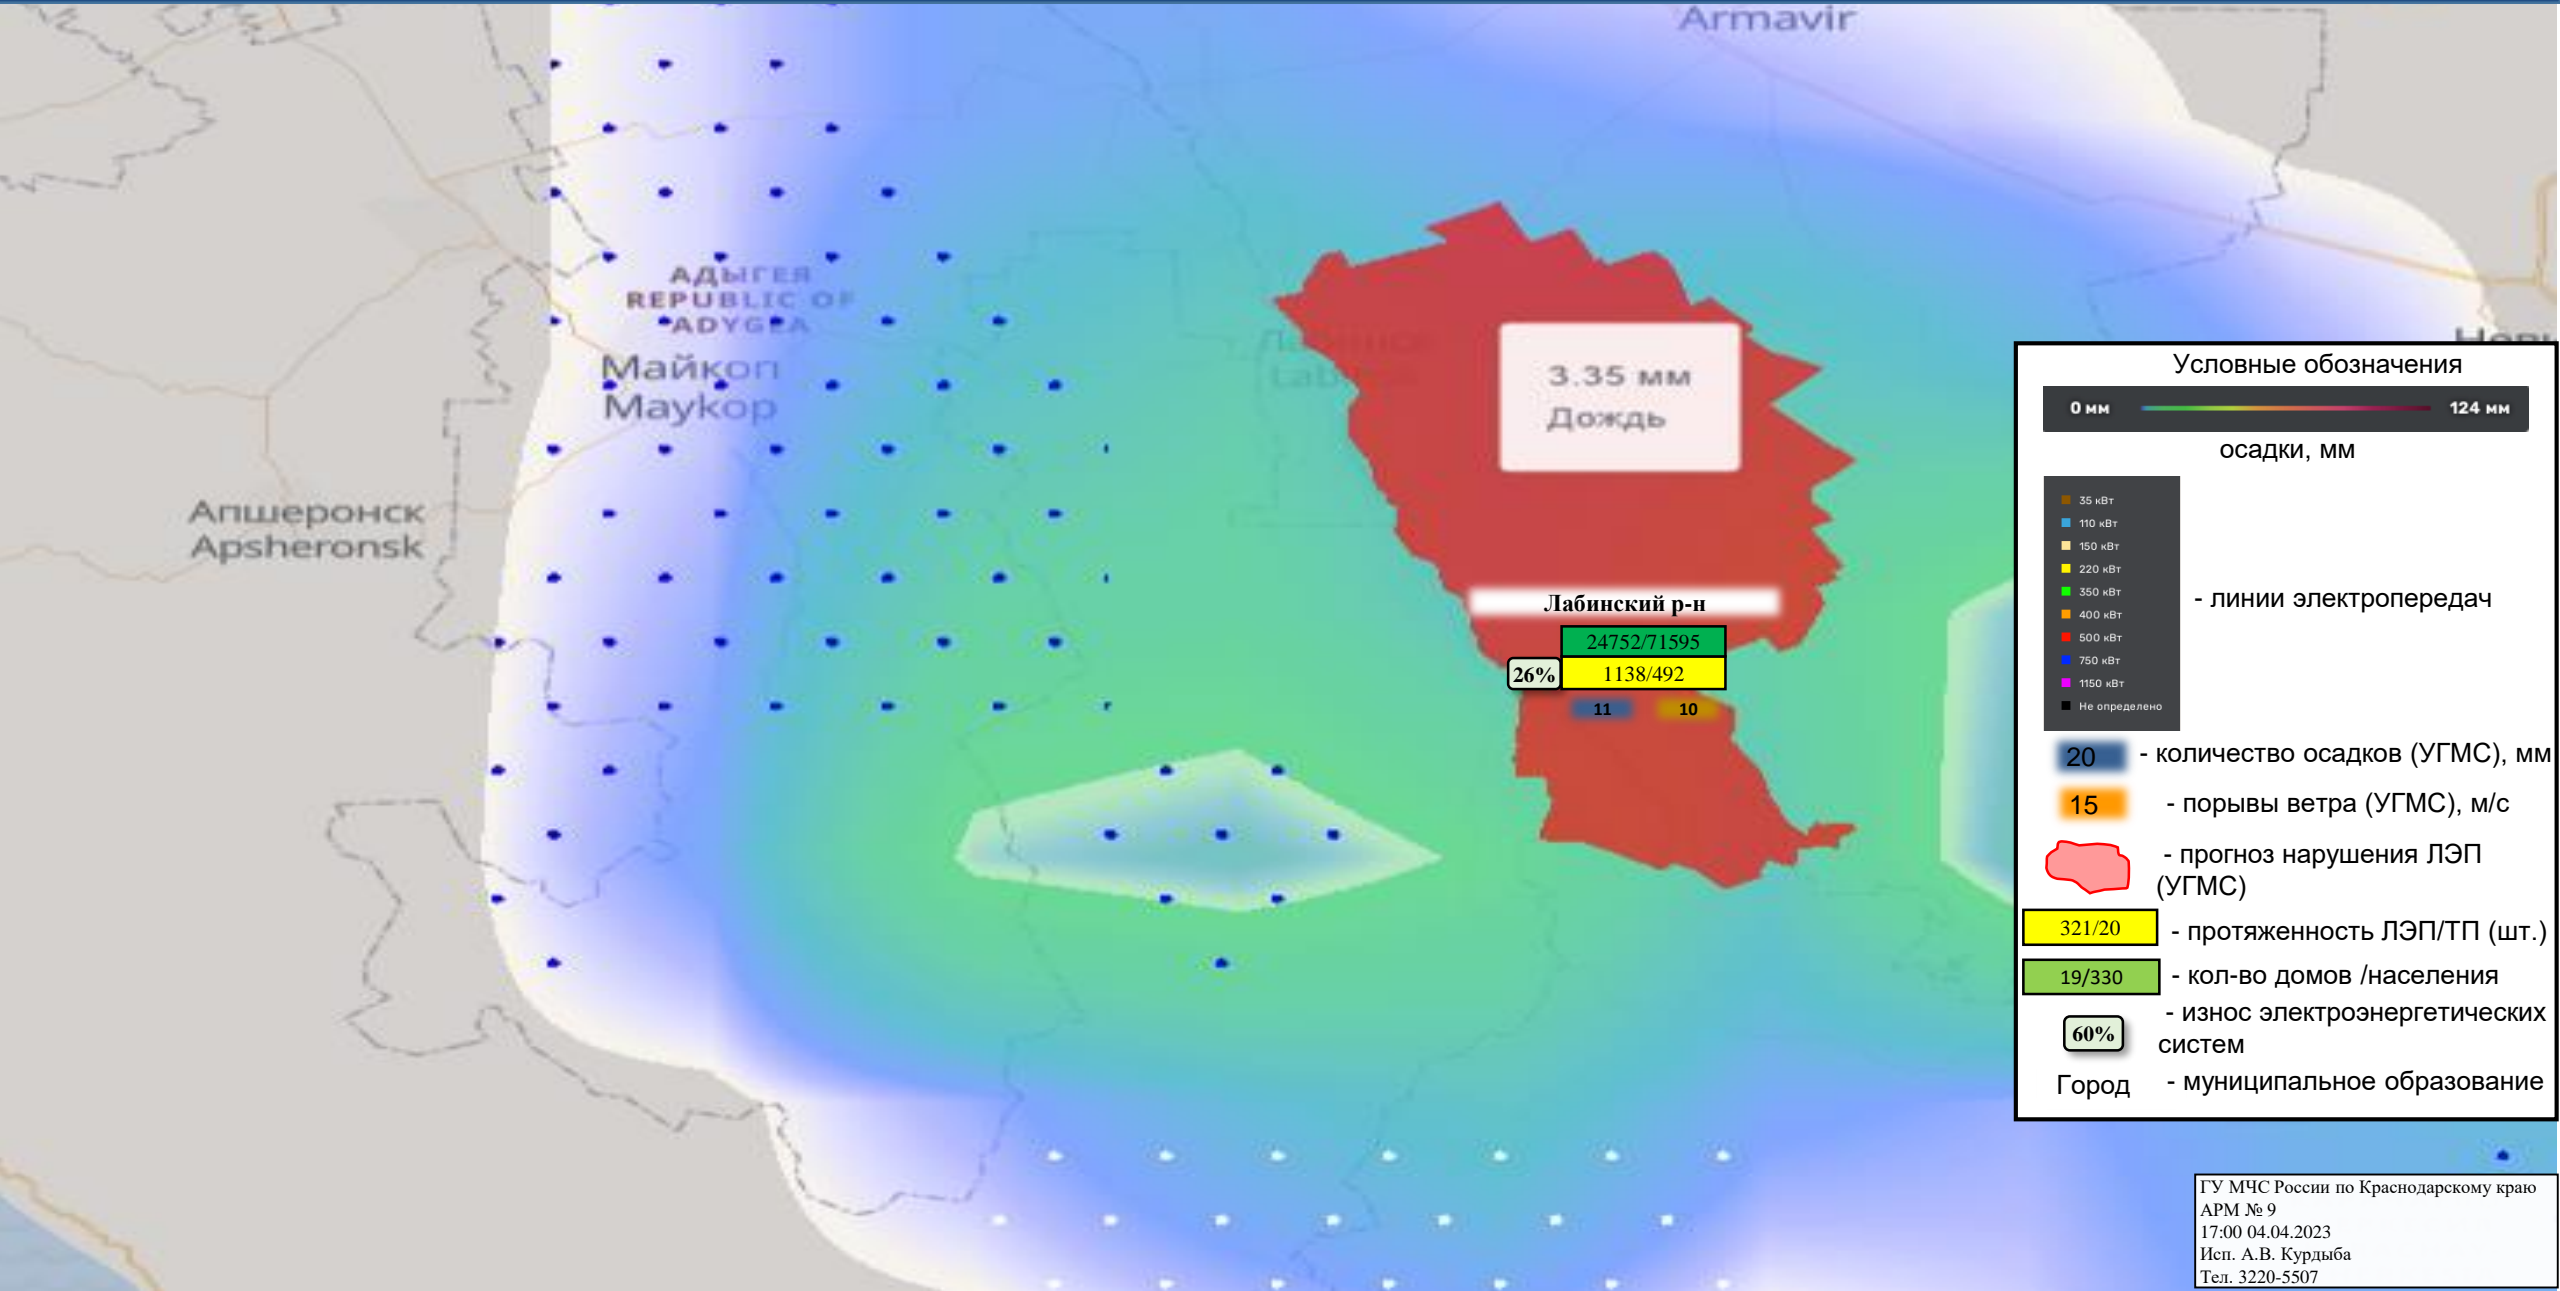 Armavir
АДЫГЕЯ
REPUBLIC OF
ADYGEA
Майкоп
Maykop
Апшеронск
Apsheronsk
3.35 мм
Дождь
Лабинский р-н
24752/71595
26%
1138/492
11
10
Условные обозначения
0 мм
124 мм
осадки, мм
35 кВт
110 кВт
150 кВт
220 кВт
350 кВт
400 кВт
500 кВт
750 кВт
1150 кВт
Не определено
- линии электропередач
20 - количество осадков (УГМС), мм
15 - порывы ветра (УГМС), м/с
- прогноз нарушения ЛЭП
(УГМС)
321/20 - протяженность ЛЭП/ТП (шт.)
19/330 - кол-во домов /населения
60% - износ электроэнергетических
систем
Город - муниципальное образование
ГУ МЧС России по Краснодарскому краю
АРМ № 9
17:00 04.04.2023
Исп. А.В. Курдыба
Тел. 3220-5507